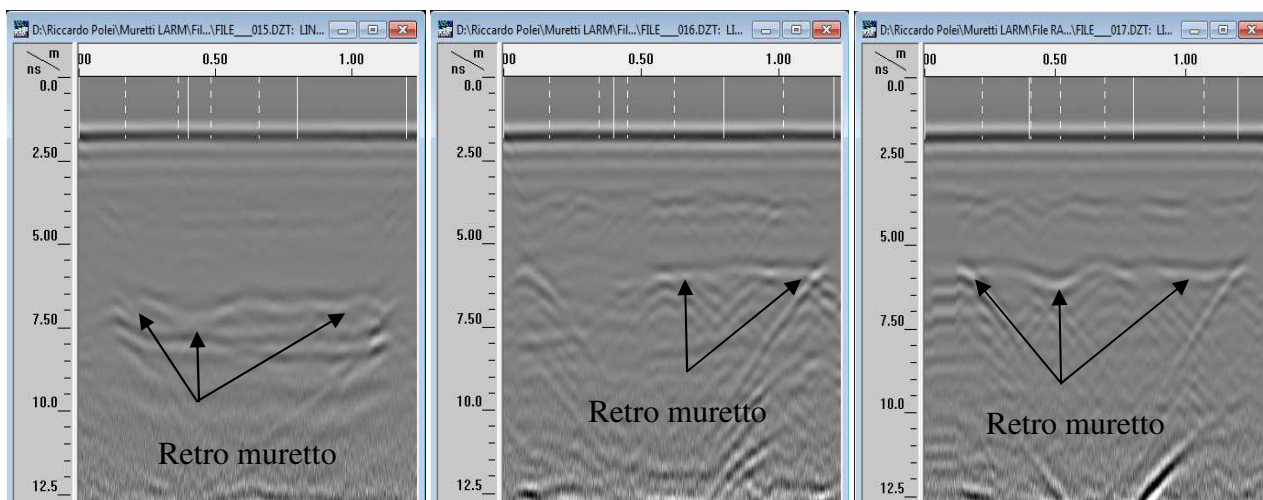 D:\Riccardo Polei\Muretti LARM\Fil...\FILE___015.DZT: LIN...
m
ns
00
0.50
1.00
0.0
2.50
5.00
7.50
10.0
12.5
Retro muretto
D:\Riccardo Polei\Muretti LARM\Fil...\FILE___016.DZT: LI...
m
ns
00
0.50
1.00
0.0
2.50
5.00
7.50
10.0
12.5
Retro muretto
D:\Riccardo Polei\Muretti LARM\File RA...\FILE___017.DZT: LI...
m
ns
00
0.50
1.00
0.0
2.50
5.00
7.50
10.0
12.5
Retro muretto